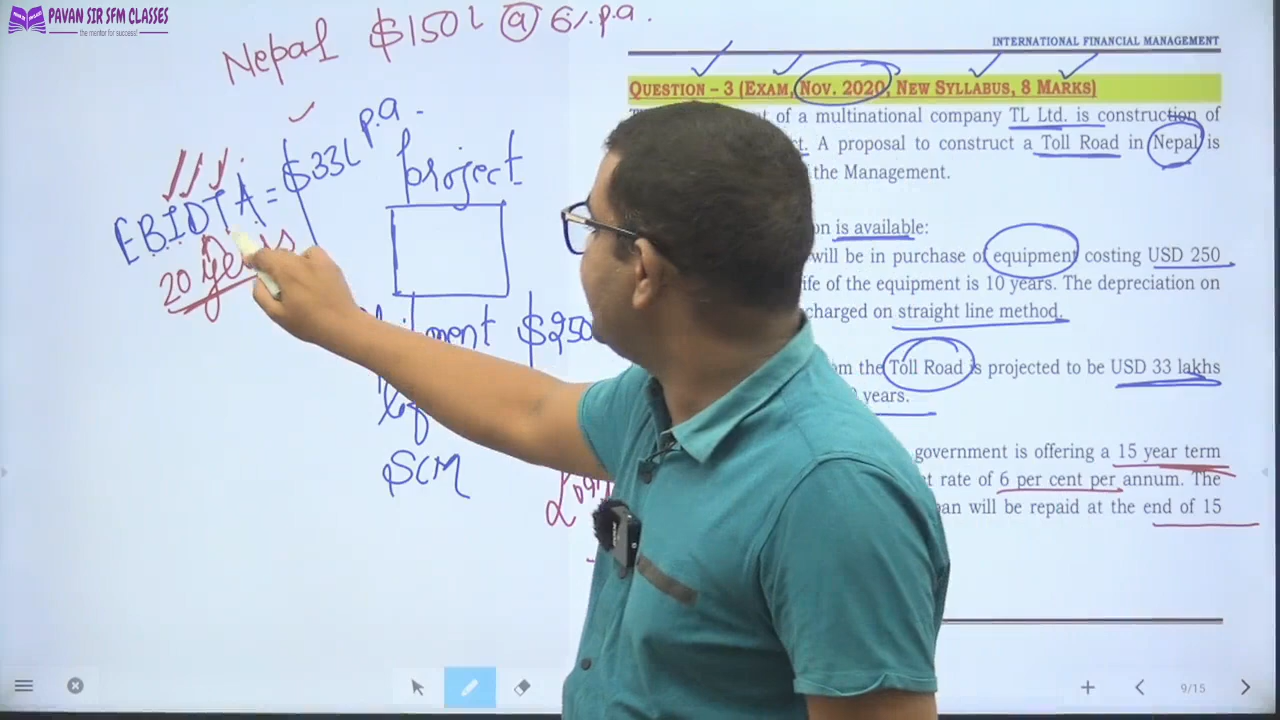 PAVAN SIR SFM CLASSES
the mentor for success!
Nepal $150L @ 6% p.a.
EBIDTA = $33L p.a.
20 years
project
$250
SLM
Loan
INTERNATIONAL FINANCIAL MANAGEMENT
QUESTION – 3 (EXAM, NOV. 2020, NEW SYLLABUS, 8 MARKS)
of a multinational company TL Ltd. is construction of
A proposal to construct a Toll Road in Nepal is
the Management.
is available:
will be in purchase of equipment costing USD 250
life of the equipment is 10 years. The depreciation on
charged on straight line method.
the Toll Road is projected to be USD 33 lakhs
years.
government is offering a 15 year term
rate of 6 per cent per annum. The
will be repaid at the end of 15
9/15